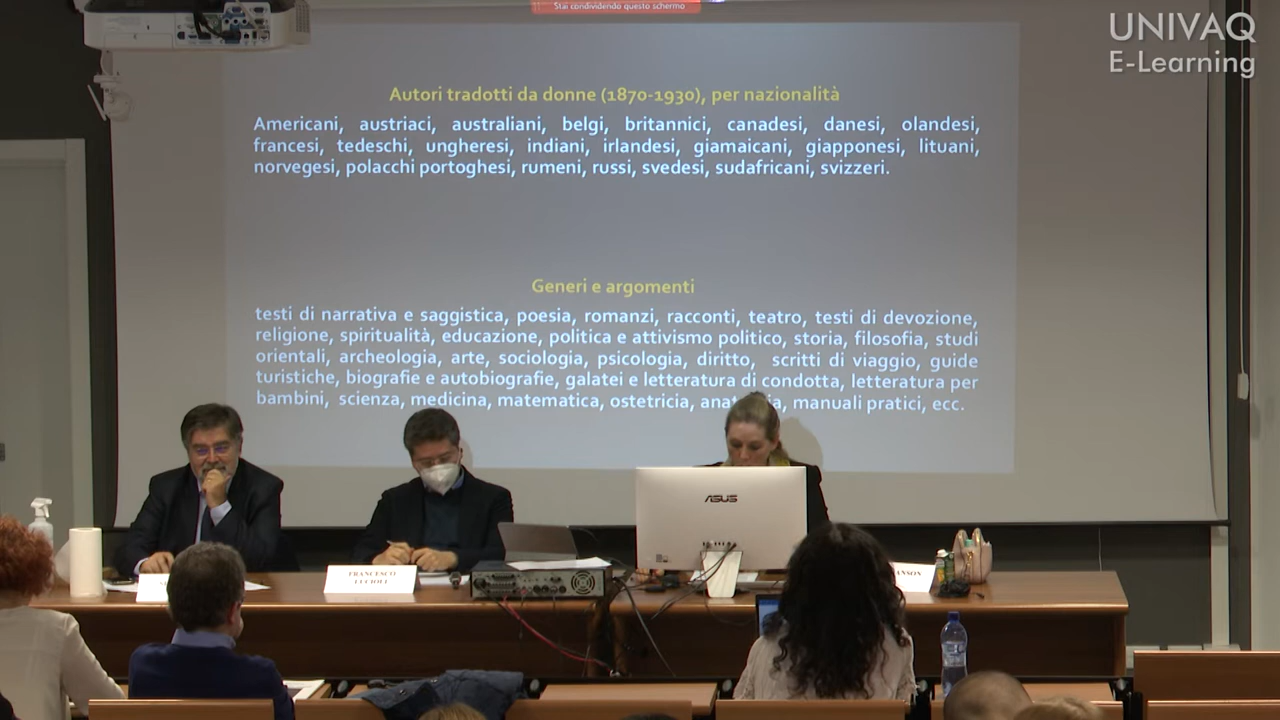 Stai condividendo questo schermo
UNIVAQ
E-Learning
Autori tradotti da donne (1870-1930), per nazionalità
Americani, austriaci, australiani, belgi, britannici, canadesi, danesi, olandesi,
francesi, tedeschi, ungheresi, indiani, irlandesi, giamaicani, giapponesi, lituani,
norvegesi, polacchi portoghesi, rumeni, russi, svedesi, sudafricani, svizzeri.
Generi e argomenti
testi di narrativa e saggistica, poesia, romanzi, racconti, teatro, testi di devozione,
religione, spiritualità, educazione, politica e attivismo politico, storia, filosofia, studi
orientali, archeologia, arte, sociologia, psicologia, diritto, scritti di viaggio, guide
turistiche, biografie e autobiografie, galatei e letteratura di condotta, letteratura per
bambini, scienza, medicina, matematica, ostetricia, manuali pratici, ecc.
ASUS
FRANCESCO
LUCIOLI